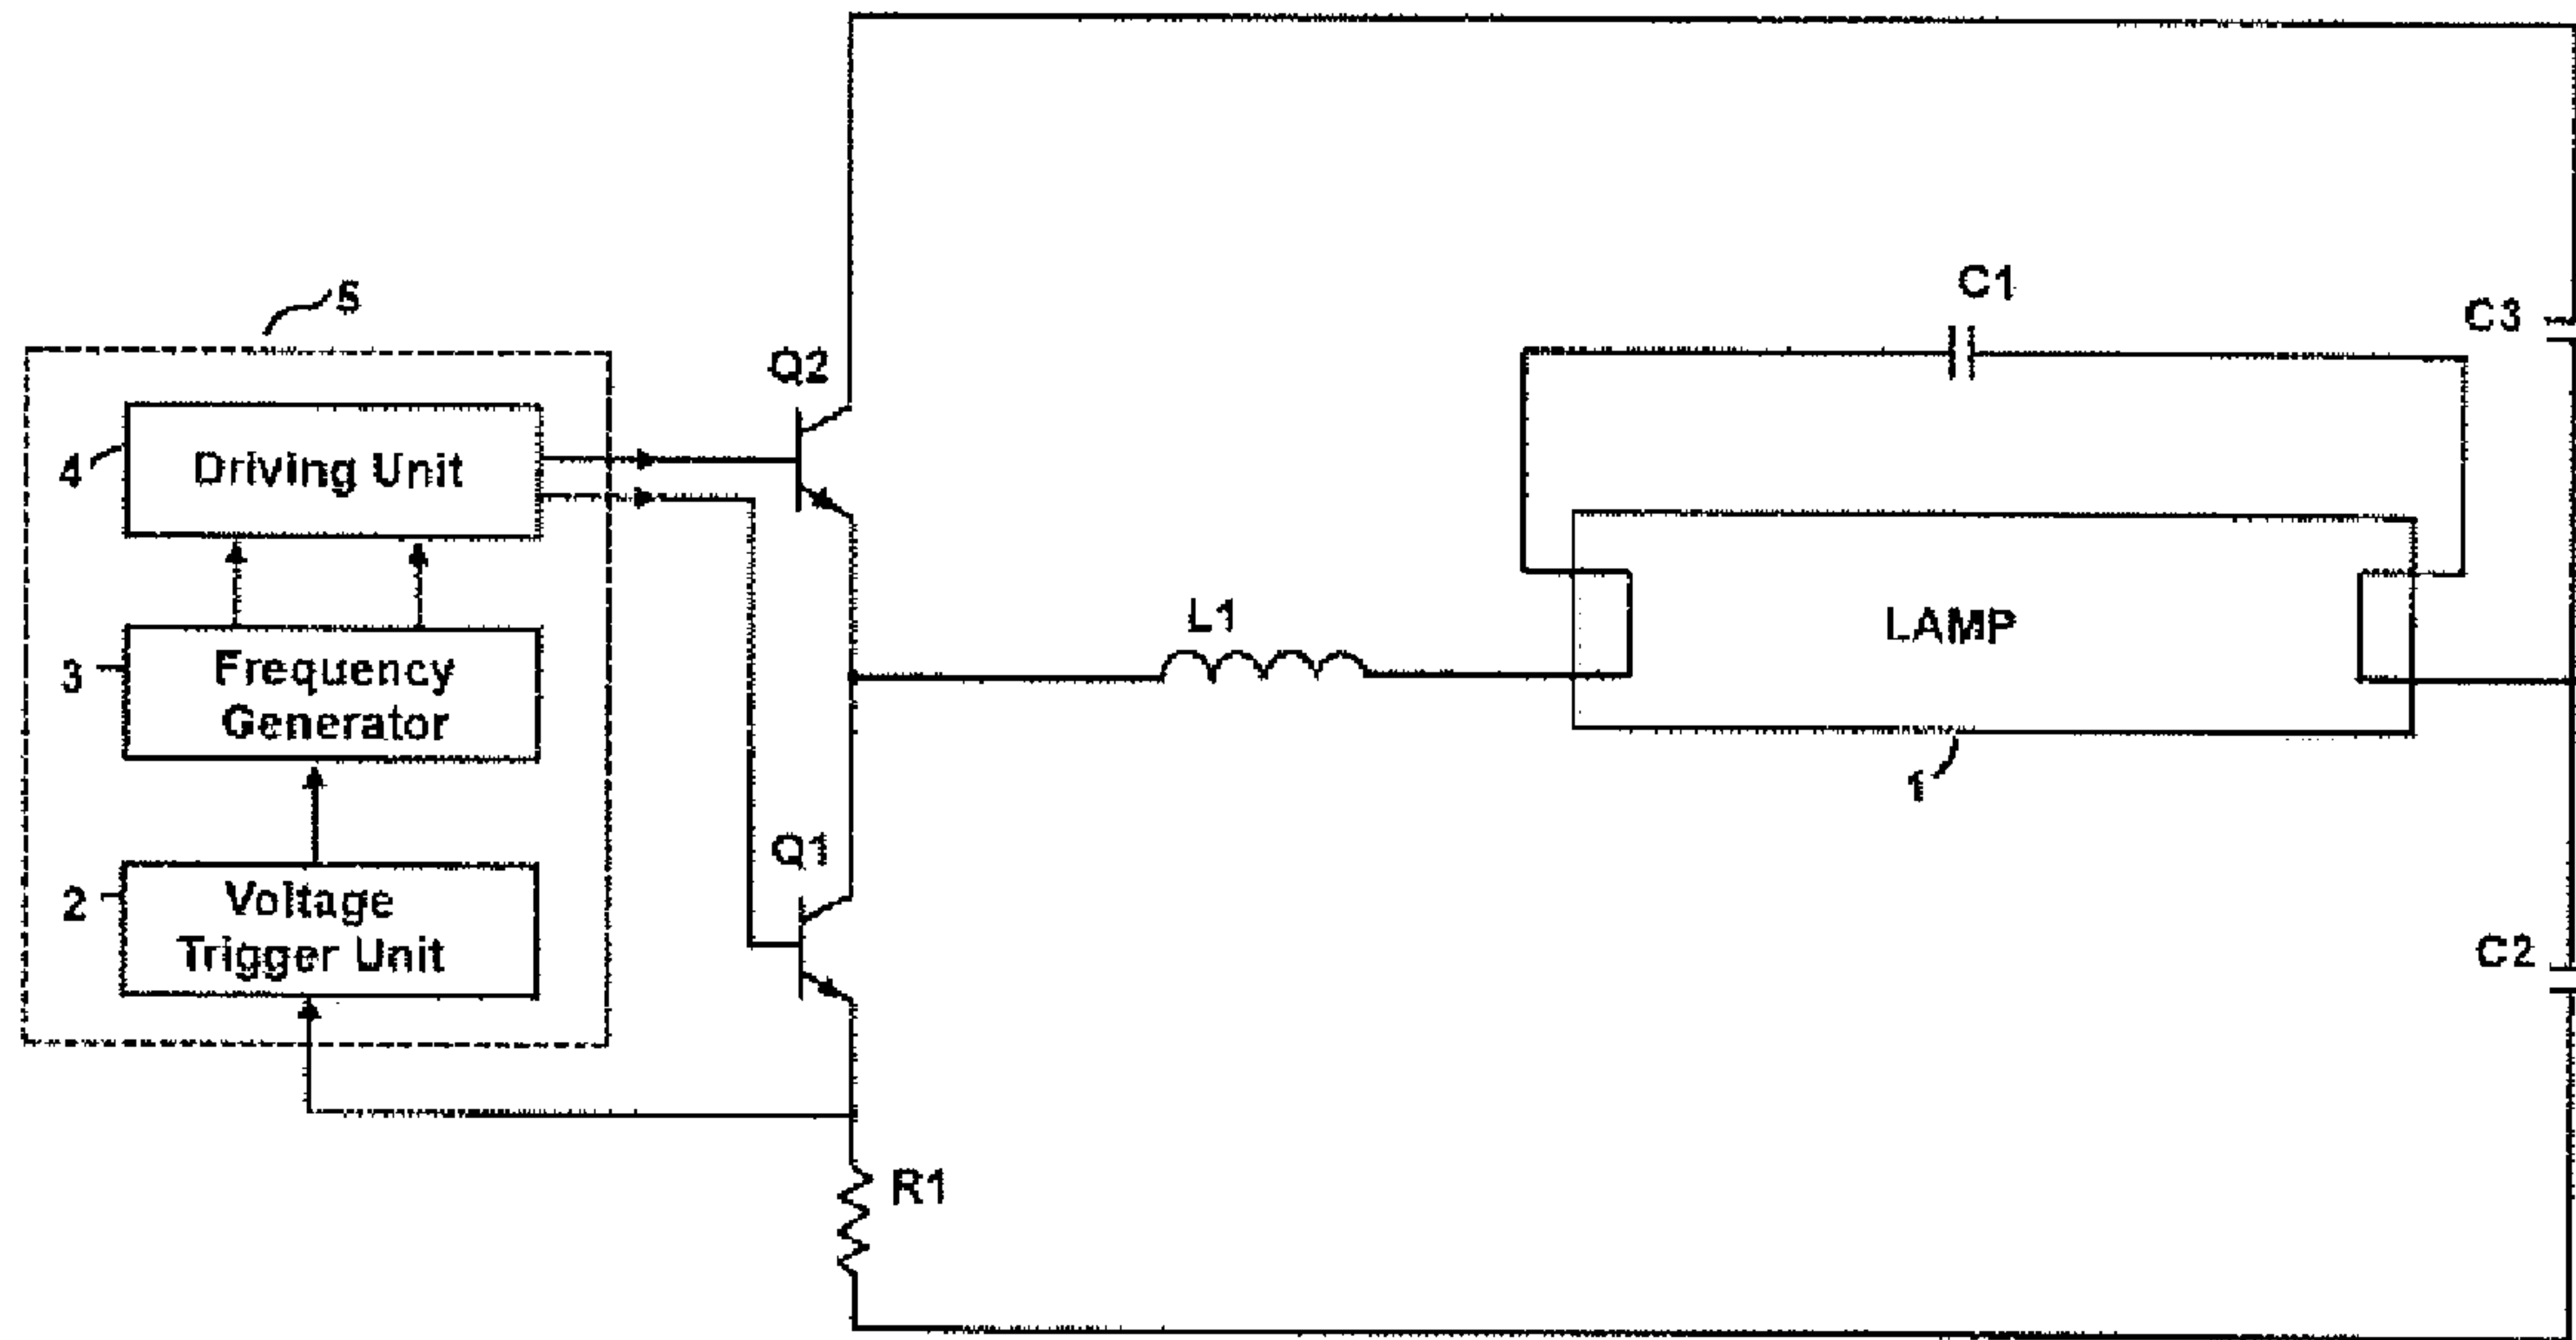 5
C1
C3
Q2
4
Driving Unit
L1
LAMP
3
Frequency
Generator
1
Q1
2
Voltage
Trigger Unit
C2
R1